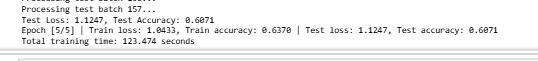 Processing test batch 157...
Test Loss: 1.1247, Test Accuracy: 0.6071
Epoch [5/5] | Train loss: 1.0433, Train accuracy: 0.6370 | Test loss: 1.1247, Test accuracy: 0.6071
Total training time: 123.474 seconds